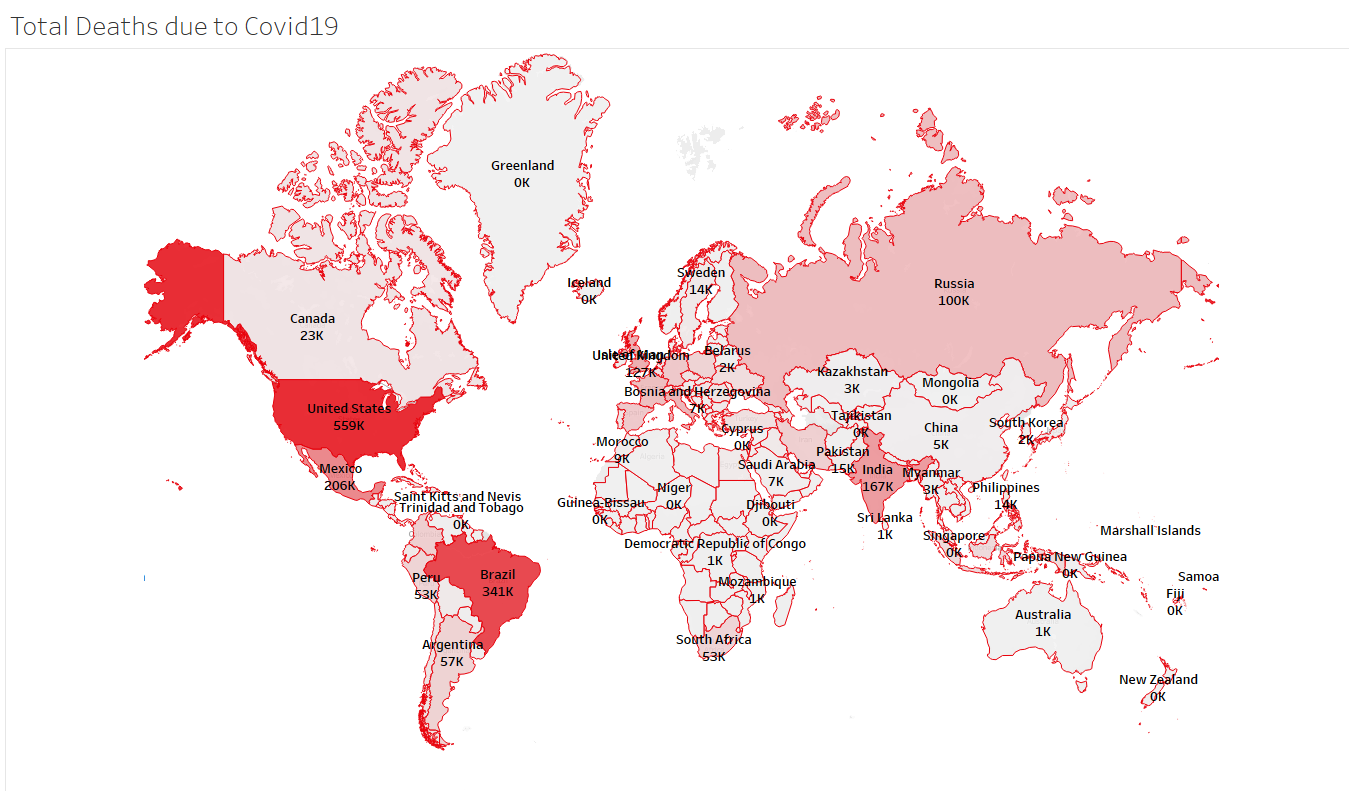 Total Deaths due to Covid19
Greenland
0K
Iceland
0K
Sweden
14K
Russia
100K
Canada
23K
United Kingdom
127K
Belarus
2K
Kazakhstan
3K
Mongolia
0K
Bosnia and Herzegovina
7K
United States
559K
Tajikistan
0K
China
5K
South Korea
2K
Cyprus
0K
Morocco
9K
Pakistan
15K
Saudi Arabia
7K
India
167K
Myanmar
3K
Mexico
206K
Niger
0K
Philippines
14K
Saint Kitts and Nevis
Trinidad and Tobago
0K
Guinea-Bissau
0K
Djibouti
0K
Sri Lanka
1K
Marshall Islands
Singapore
0K
Democratic Republic of Congo
1K
Papua New Guinea
0K
Peru
53K
Brazil
341K
Mozambique
1K
Samoa
Fiji
0K
Australia
1K
Argentina
57K
South Africa
53K
New Zealand
0K